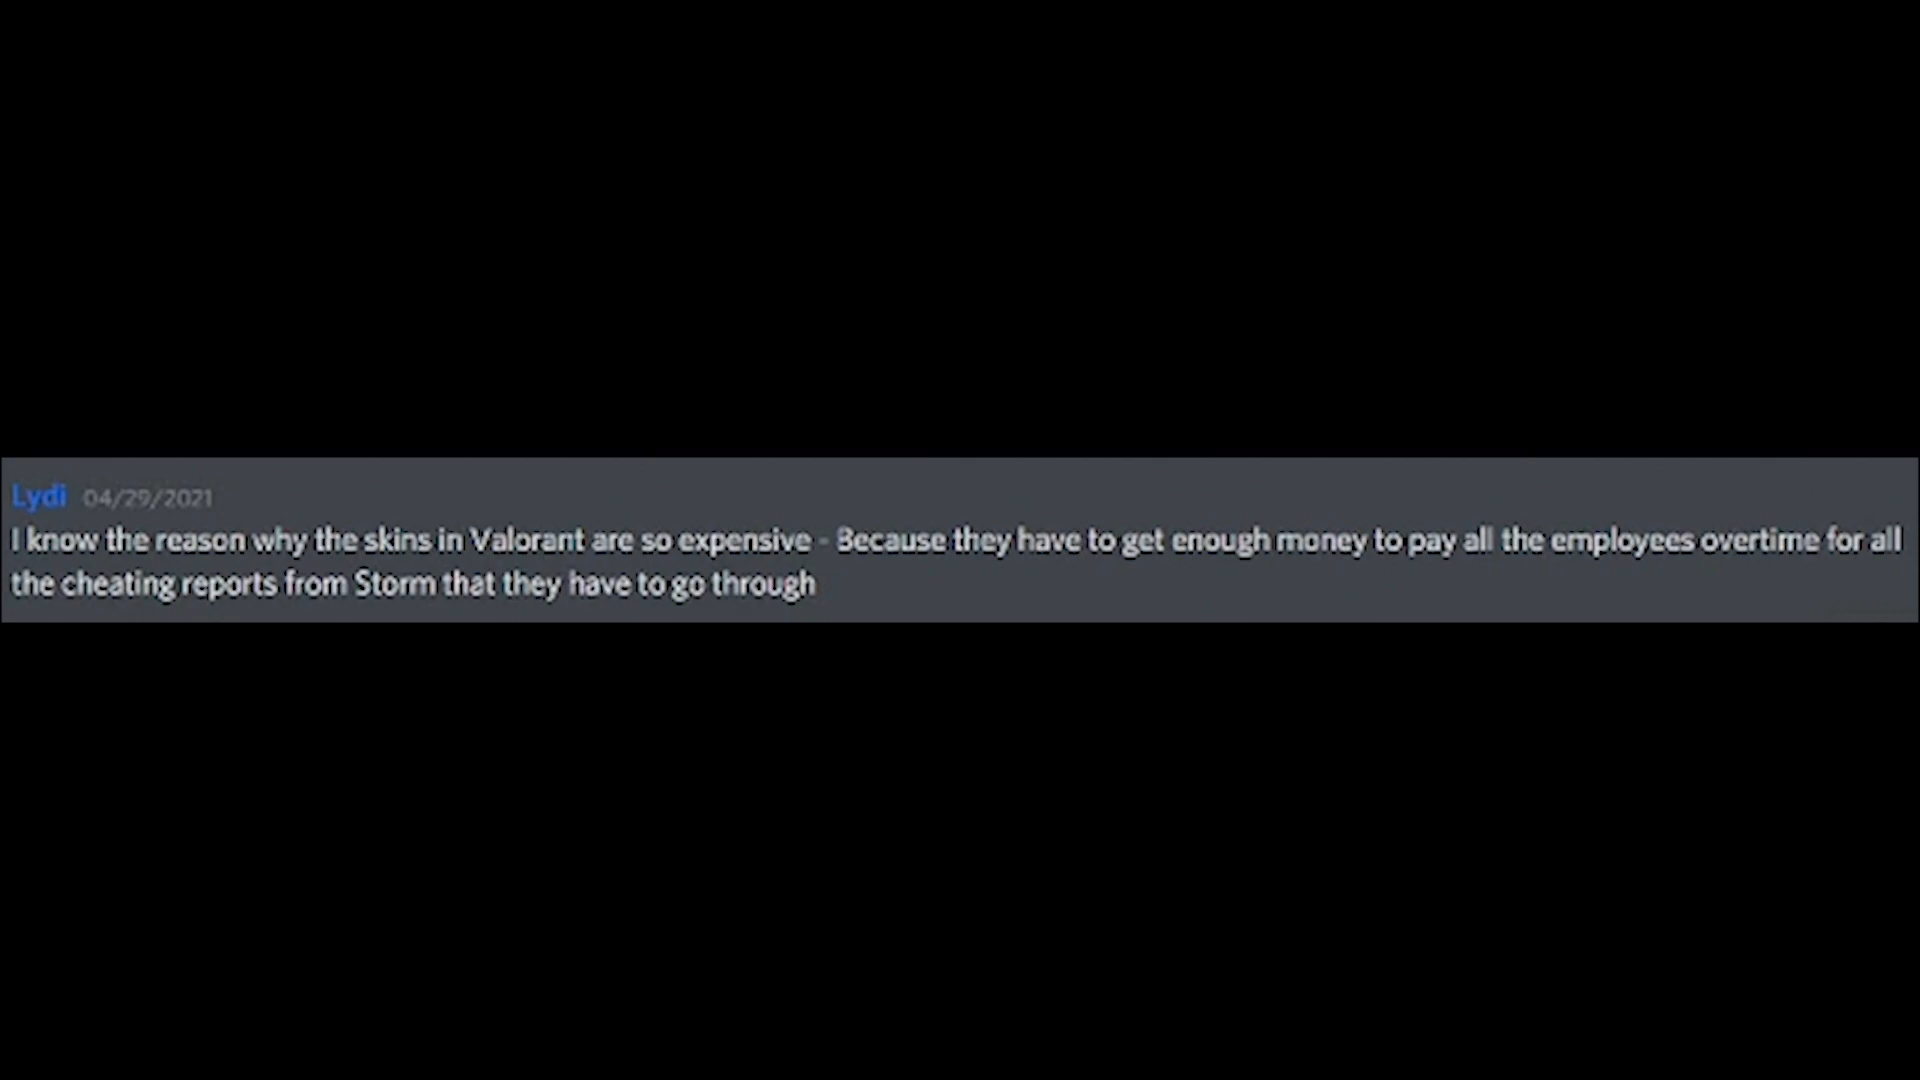 Lydi 04/29/2021
I know the reason why the skins in Valorant are so expensive - Because they have to get enough money to pay all the employees overtime for all
the cheating reports from Storm that they have to go through